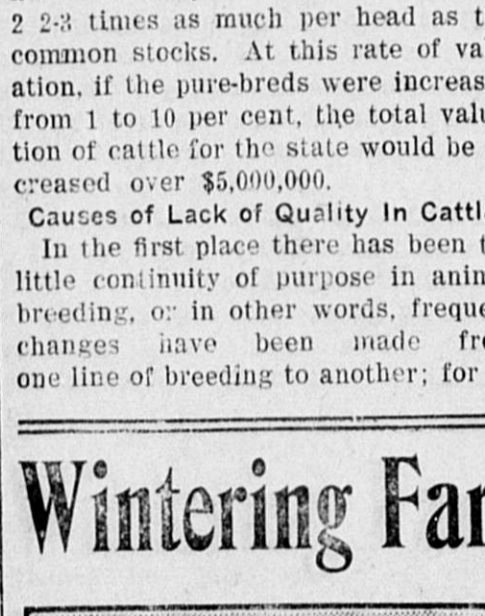 2 2-3 times as much per head as t
common stocks. At this rate of va
ation, if the pure-breds were increas
from 1 to 10 per cent, the total valu
tion of cattle for the state would be
creased over $5,000,000.
Causes of Lack of Quality In Cattl
In the first place there has been t
little continuity of purpose in anim
breeding, or in other words, freque
changes have been made fro
one line of breeding to another; for
Wintering Far